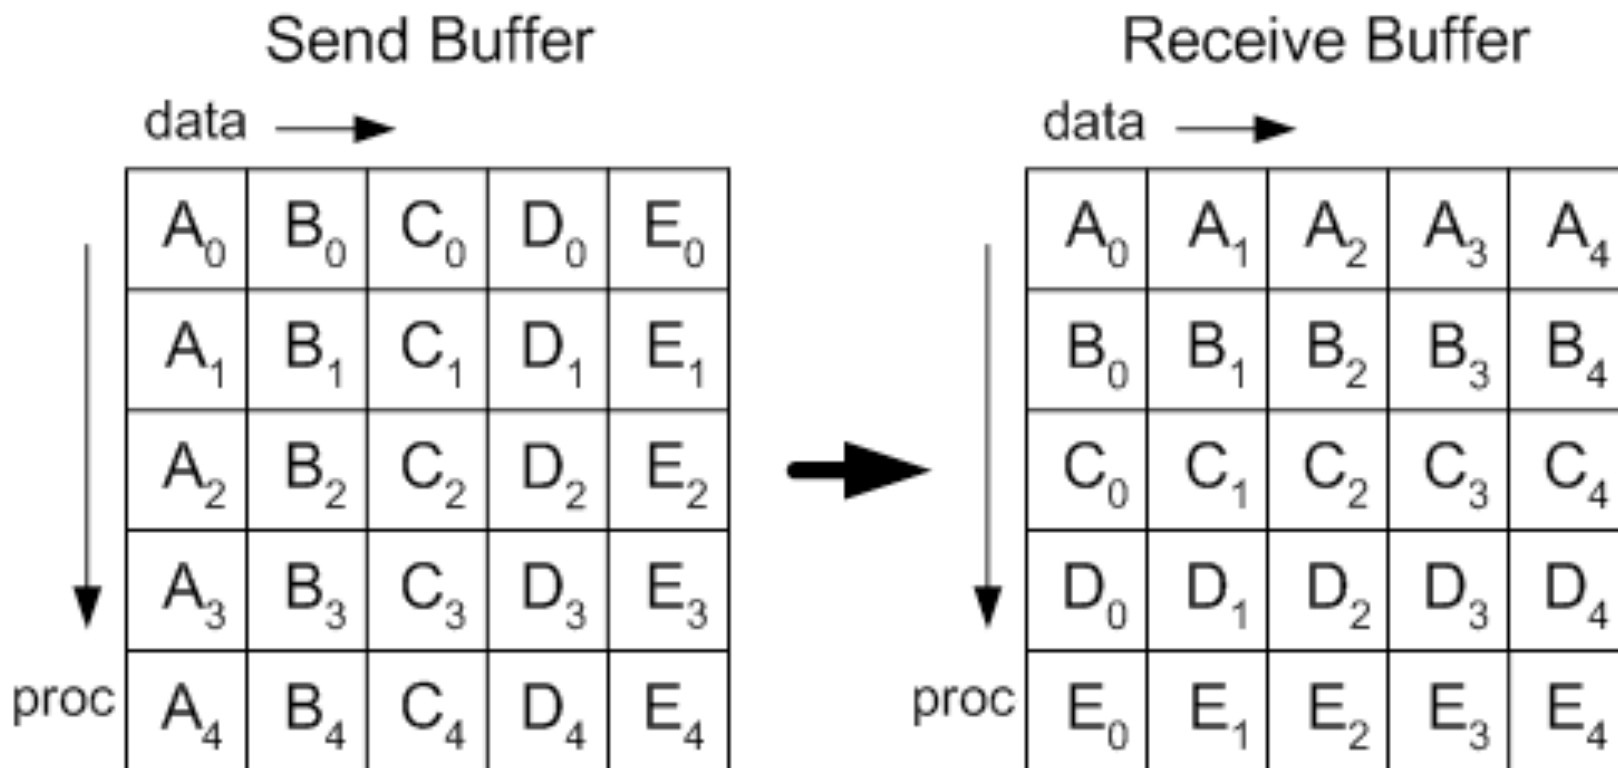 Send Buffer
data
A0 B0 C0 D0 E0
A1 B1 C1 D1 E1
A2 B2 C2 D2 E2
A3 B3 C3 D3 E3
proc
A4 B4 C4 D4 E4
Receive Buffer
data
A0 A1 A2 A3 A4
B0 B1 B2 B3 B4
C0 C1 C2 C3 C4
D0 D1 D2 D3 D4
proc
E0 E1 E2 E3 E4